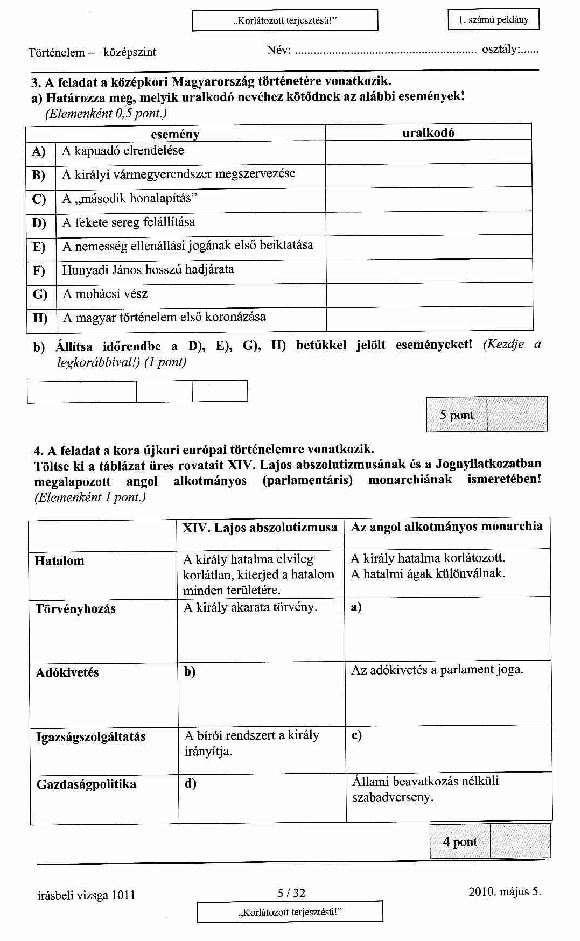 „Korlátozott terjesztésű!”
1. számú példány
Történelem – középszint
Név: ........................................................... osztály:......
3. A feladat a középkori Magyarország történetére vonatkozik.
a) Határozza meg, melyik uralkodó nevéhez kötődnek az alábbi események!
(Elemenként 0,5 pont.)
esemény uralkodó
A) A kapuadó elrendelése
B) A királyi vármegyerendszer megszervezése
C) A „második honalapítás”
D) A fekete sereg felállítása
E) A nemesség ellenállási jogának első beiktatása
F) Hunyadi János hosszú hadjárata
G) A mohácsi vész
H) A magyar történelem első koronázása
b) Állítsa időrendbe a D), E), G), H) betűkkel jelölt eseményeket! (Kezdje a
legkorábbival!) (1 pont)
5 pont
4. A feladat a kora újkori európai történelemre vonatkozik.
Töltse ki a táblázat üres rovatait XIV. Lajos abszolutizmusának és a Jognyilatkozatban
megalapozott angol alkotmányos (parlamentáris) monarchiának ismeretében!
(Elemenként 1 pont.)
XIV. Lajos abszolutizmusa Az angol alkotmányos monarchia
Hatalom A király hatalma elvileg A király hatalma korlátozott.
korlátlan, kiterjed a hatalom A hatalmi ágak különválnak.
minden területére.
Törvényhozás A király akarata törvény. a)
Adókivetés b) Az adókivetés a parlament joga.
Igazságszolgáltatás A bírói rendszert a király c)
irányítja.
Gazdaságpolitika d) Állami beavatkozás nélküli
szabadverseny.
4 pont
írásbeli vizsga 1011
5 / 32
2010. május 5.
„Korlátozott terjesztésű!”